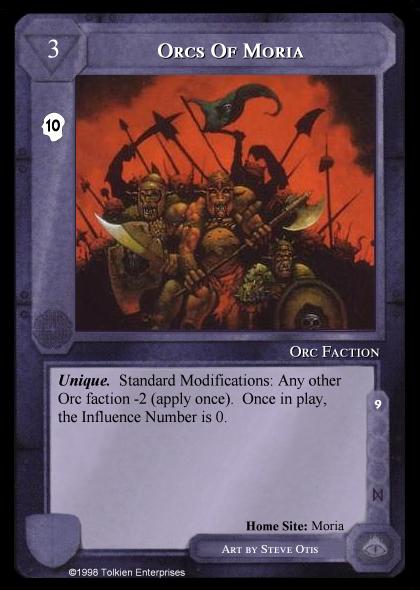 3
Orcs Of Moria
10
Orc Faction
Unique. Standard Modifications: Any other
Orc faction -2 (apply once). Once in play,
the Influence Number is 0.
9
Home Site: Moria
Art by Steve Otis
©1998 Tolkien Enterprises